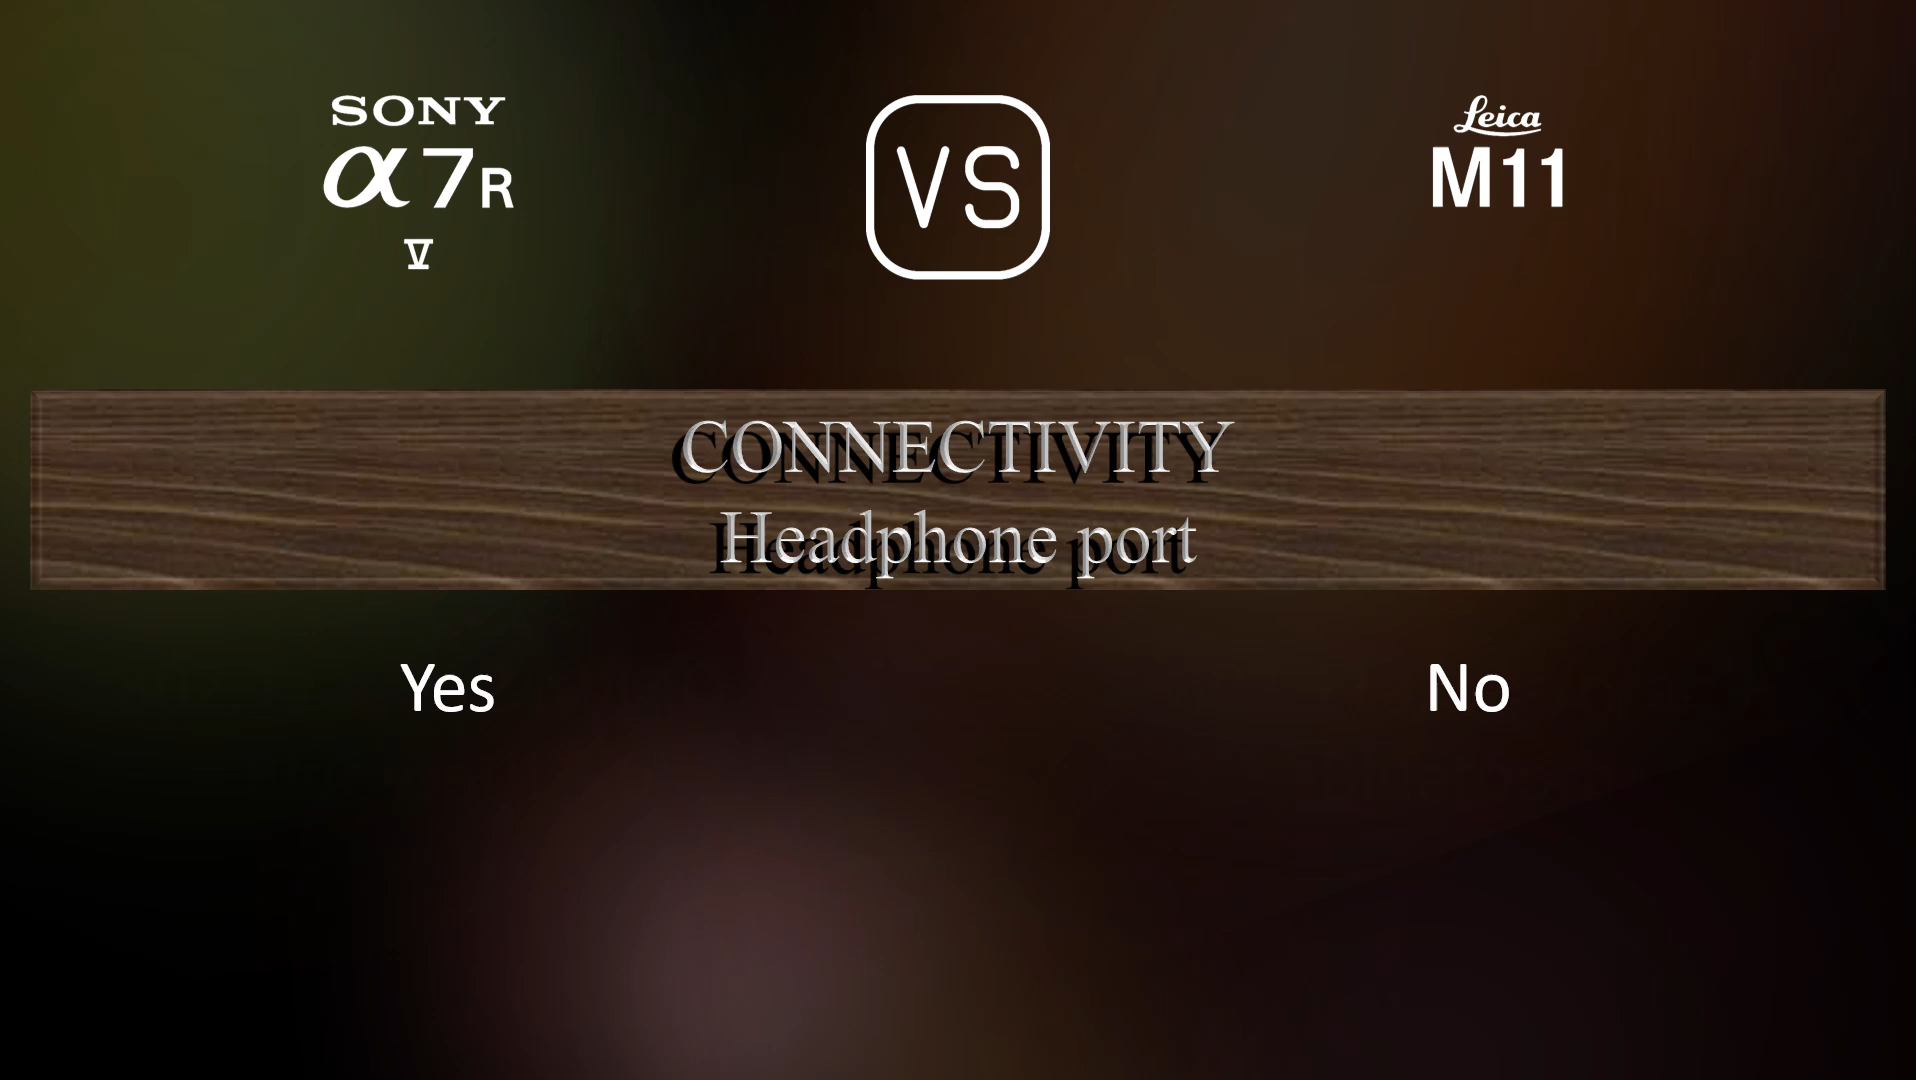 SONY
α7R
V
VS
Leica
M11
CONNECTIVITY
Headphone port
Yes
No